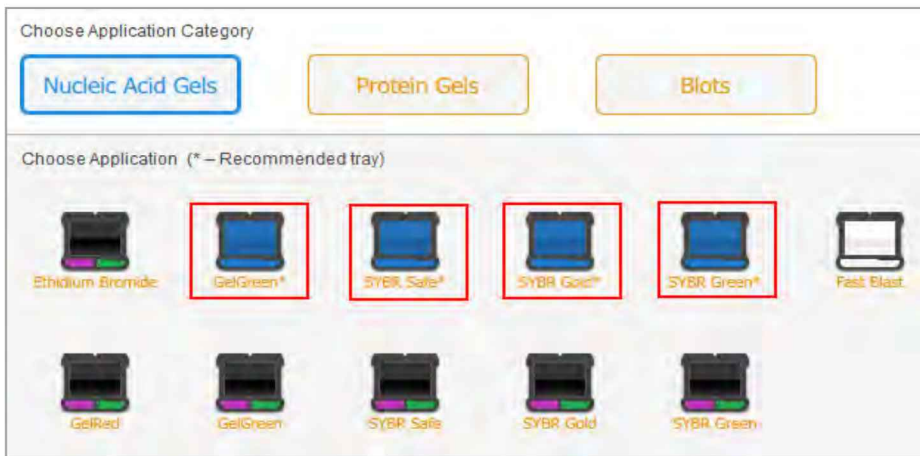 Choose Application Category
Nucleic Acid Gels Protein Gels Blots
Choose Application (* – Recommended tray)
Ethidium Bromide GelGreen* SYBR Safe* SYBR Gold* SYBR Green* Fast Blast
GelRed GelGreen SYBR Safe SYBR Gold SYBR Green